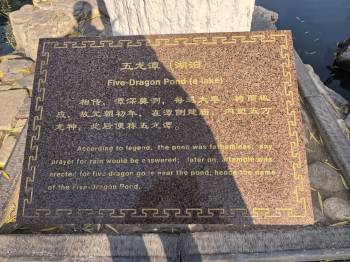 五龙潭（湖泊）
Five-Dragon Pond (a lake)
相传，潭深莫测，每遇大旱，祷雨辄
应，故元朝初年，在潭侧建庙，内塑五方
龙神，此后便称五龙潭。
According to legend, the pond was fathomless; any
prayer for rain would be answered; later on, a temple was
erected for five dragon gods near the pond; hence the name
of the Five-Dragon Pond.